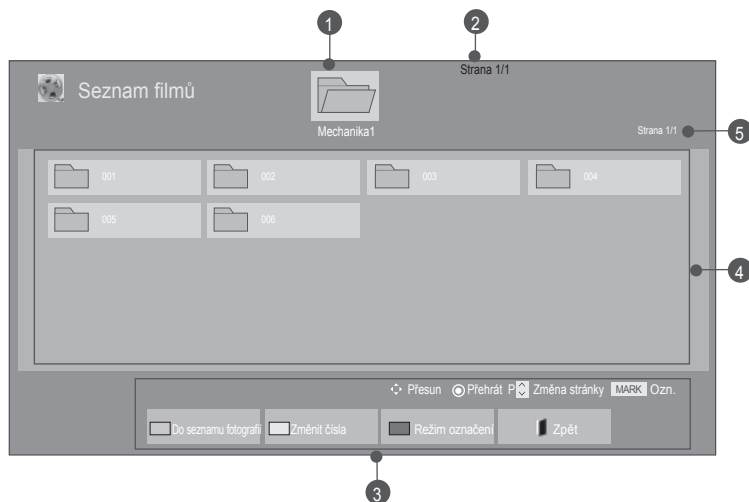 1
2
Strana 1/1
Seznam filmů
Mechanika1
Strana 1/1
5
001
002
003
004
005
006
4
Přesun Přehrát P Změna stránky MARK Ozn.
Do seznamu fotografií Změnit čísla Režim označení Zpět
3